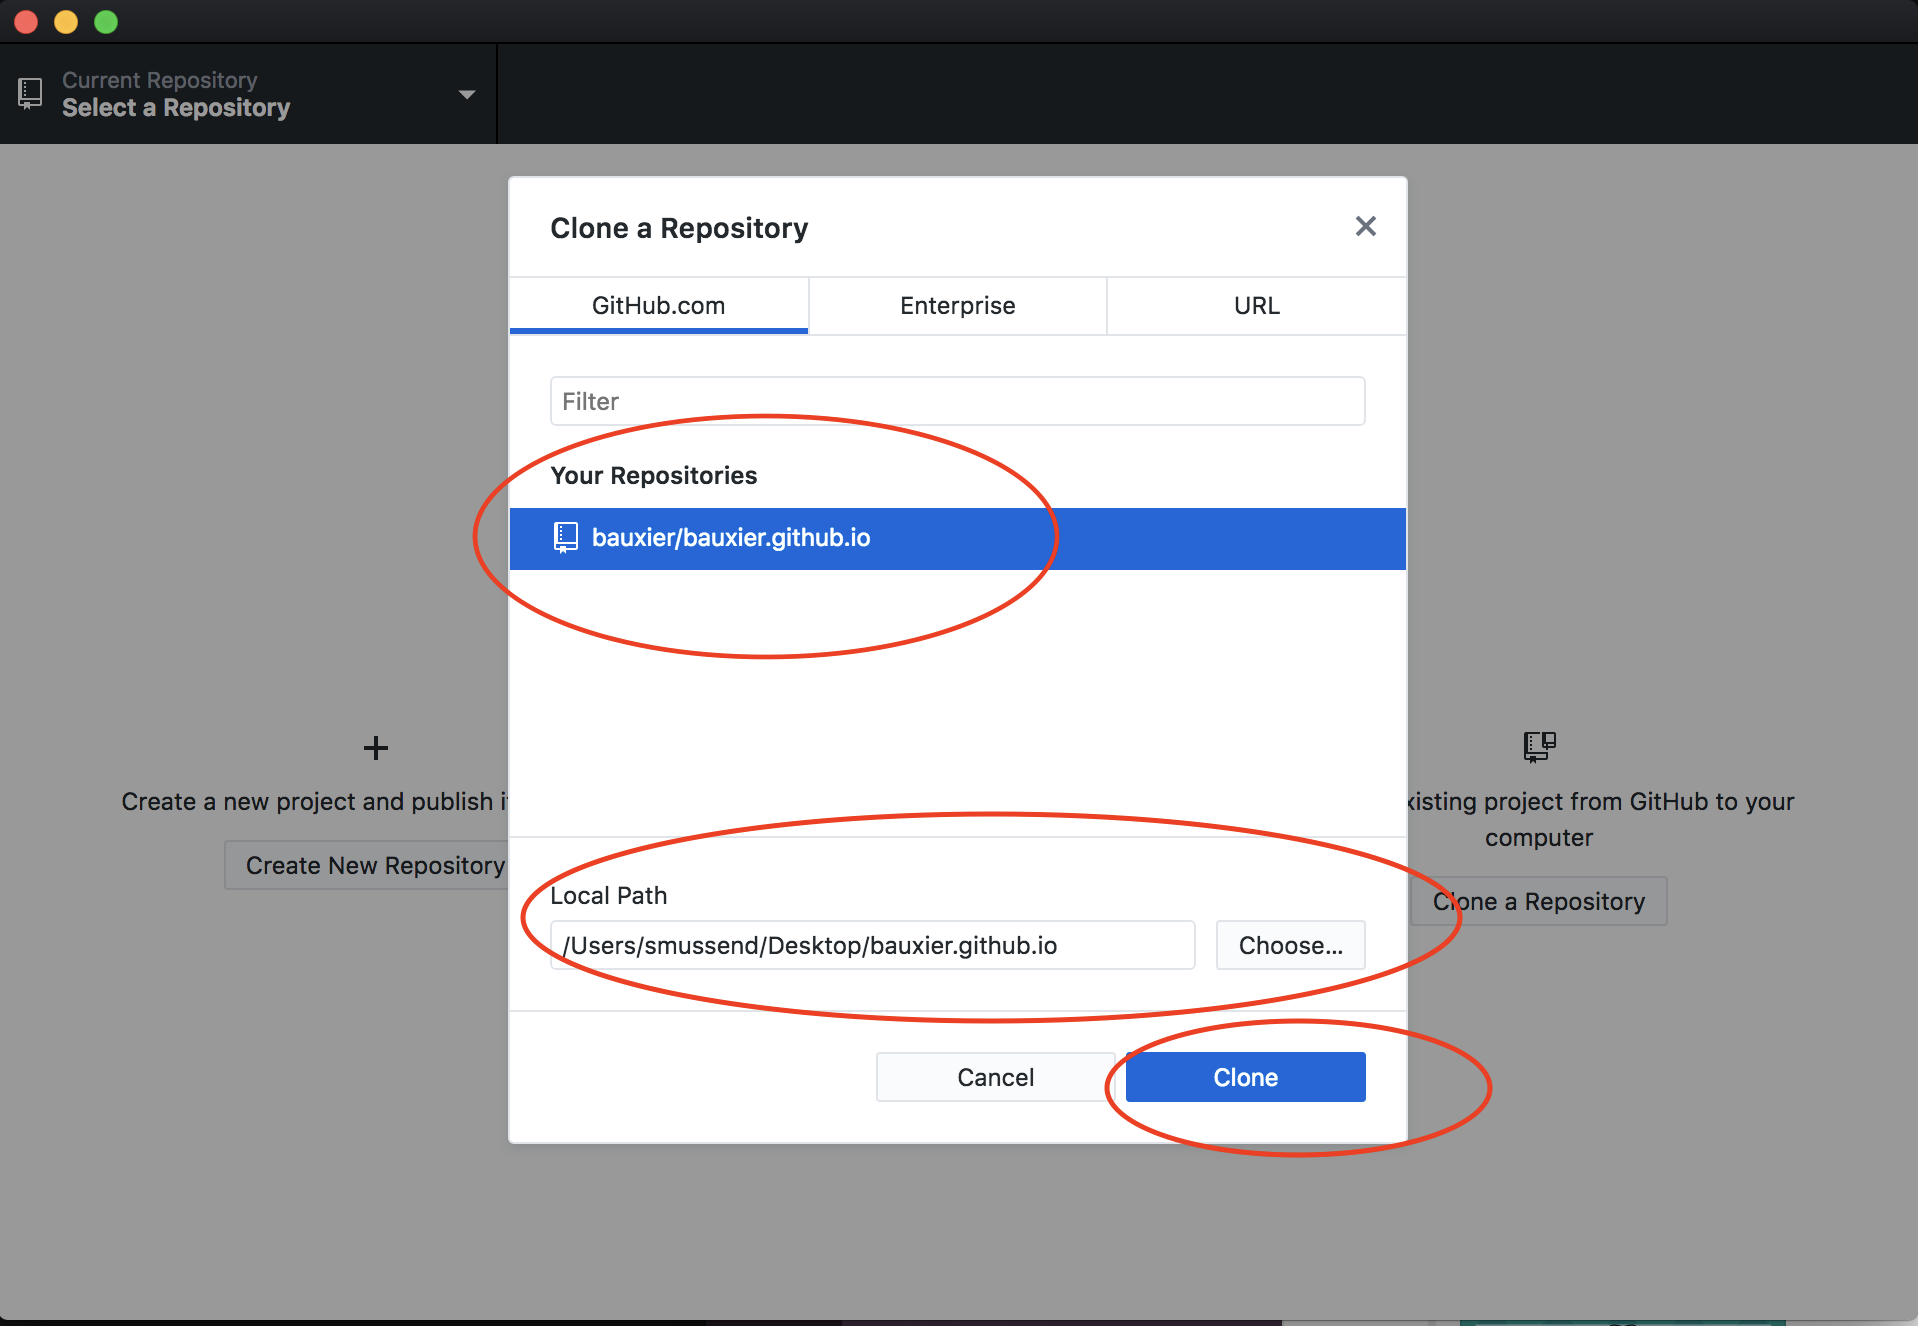 Current Repository
Select a Repository
Clone a Repository
GitHub.com
Enterprise
URL
Filter
Your Repositories
bauxier/bauxier.github.io
Create a new project and publish
Create New Repository
existing project from GitHub to your
computer
Clone a Repository
Local Path
/Users/smussend/Desktop/bauxier.github.io
Choose...
Cancel
Clone